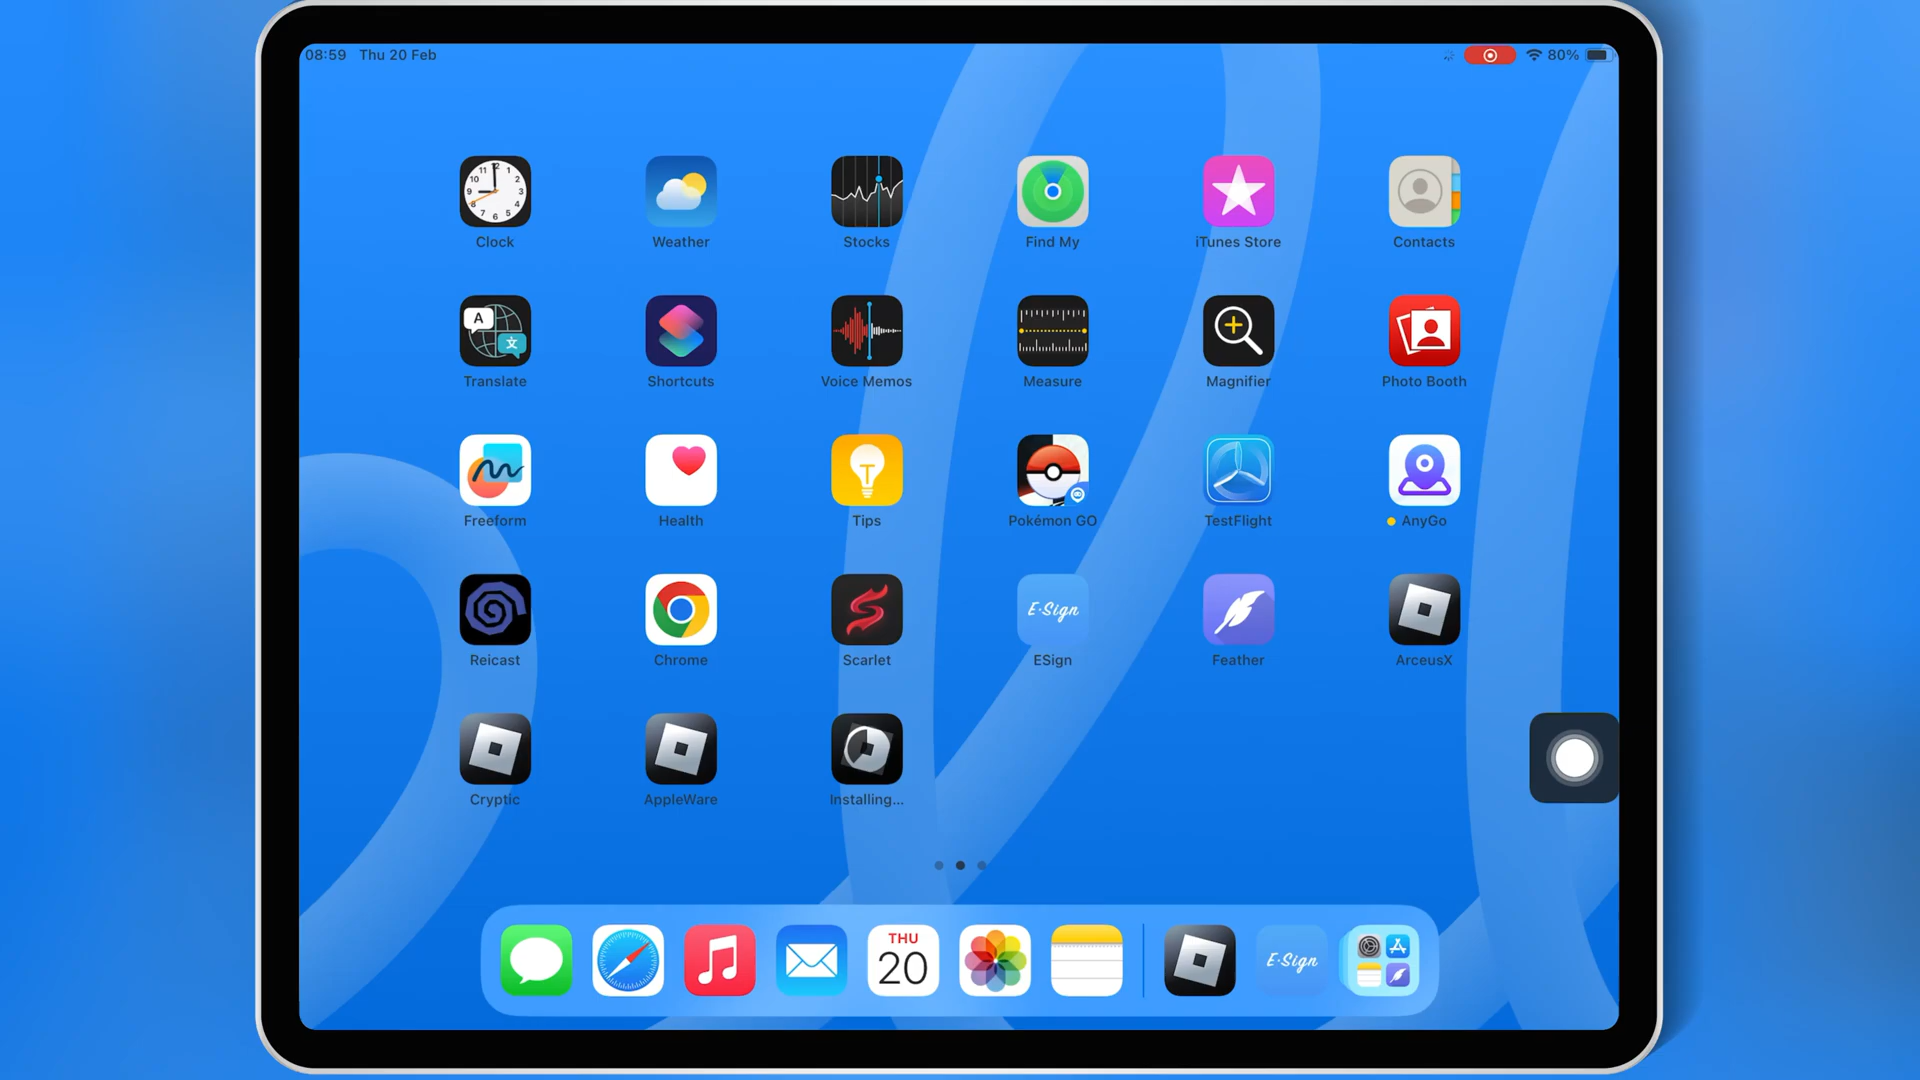 08:59 Thu 20 Feb
80%
Clock Weather Stocks Find My iTunes Store Contacts
Translate Shortcuts Voice Memos Measure Magnifier Photo Booth
Freeform Health Tips Pokémon GO TestFlight AnyGo
E·Sign
Reicast Chrome Scarlet ESign Feather ArceusX
Cryptic AppleWare Installing...
THU
20
E·Sign